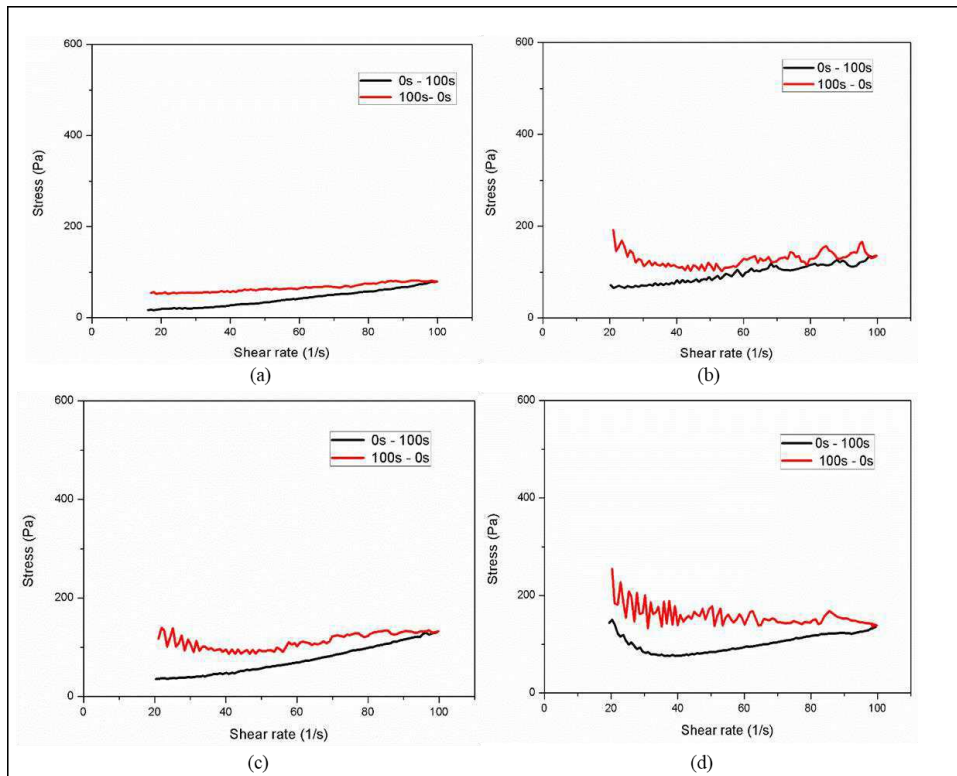 600
0s - 100s
100s- 0s
400
Stress (Pa)
200
0
0 20 40 60 80 100
Shear rate (1/s)
(a)
600
0s - 100s
100s - 0s
400
Stress (Pa)
200
0
0 20 40 60 80 100
Shear rate (1/s)
(b)
600
0s - 100s
100s - 0s
400
Stress (Pa)
200
0
0 20 40 60 80 100
Shear rate (1/s)
(c)
600
0s - 100s
100s - 0s
400
Stress (Pa)
200
0
0 20 40 60 80 100
Shear rate (1/s)
(d)